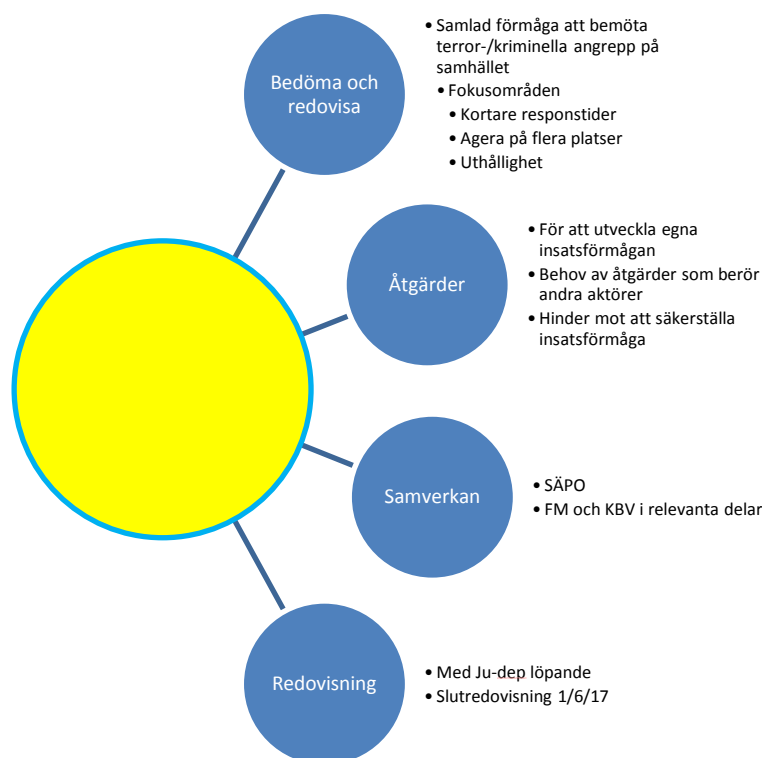 Bedöma och
redovisa
• Samlad förmåga att bemöta
terror-/kriminella angrepp på
samhället
• Fokusområden
• Kortare responstider
• Agera på flera platser
• Uthållighet
Åtgärder
• För att utveckla egna
insatsförmågan
• Behov av åtgärder som berör
andra aktörer
• Hinder mot att säkerställa
insatsförmåga
Samverkan
• SÄPO
• FM och KBV i relevanta delar
Redovisning
• Med Ju-dep löpande
• Slutredovisning 1/6/17